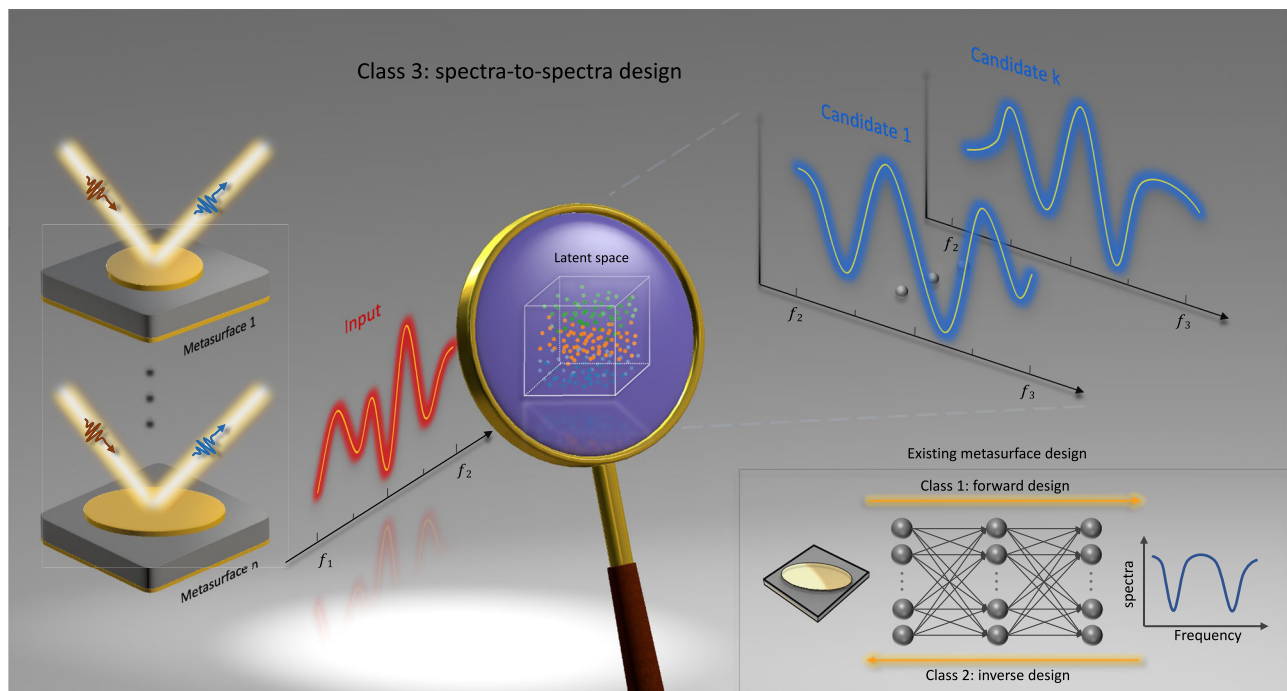 Class 3: spectra-to-spectra design
Candidate k
Candidate 1
f2
f3
f2
f3
Metasurface 1
Input
Latent space
f1
f2
Metasurface n
Existing metasurface design
Class 1: forward design
spectra
Frequency
Class 2: inverse design